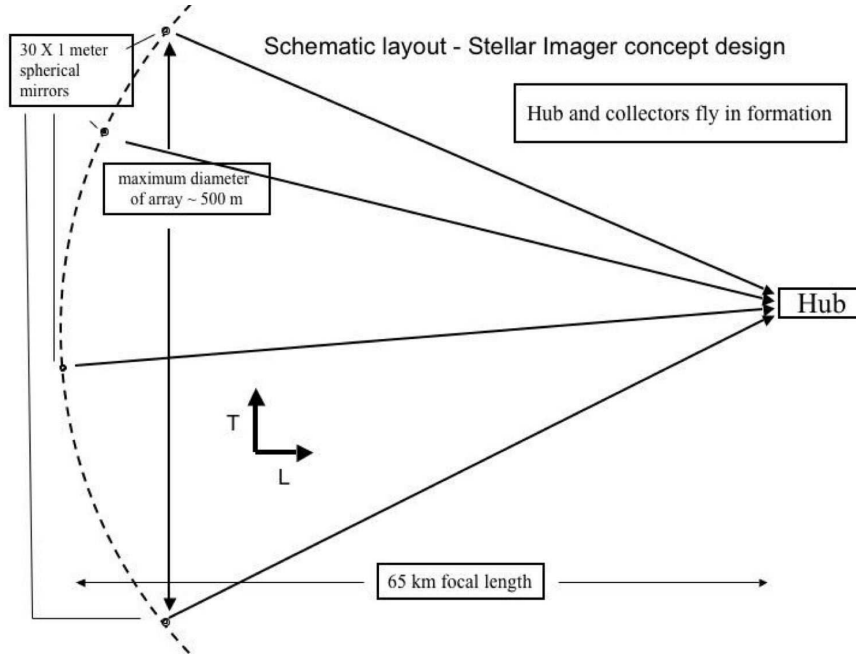 Schematic layout - Stellar Imager concept design
30 X 1 meter
spherical
mirrors
Hub and collectors fly in formation
maximum diameter
of array ~ 500 m
Hub
T
L
65 km focal length